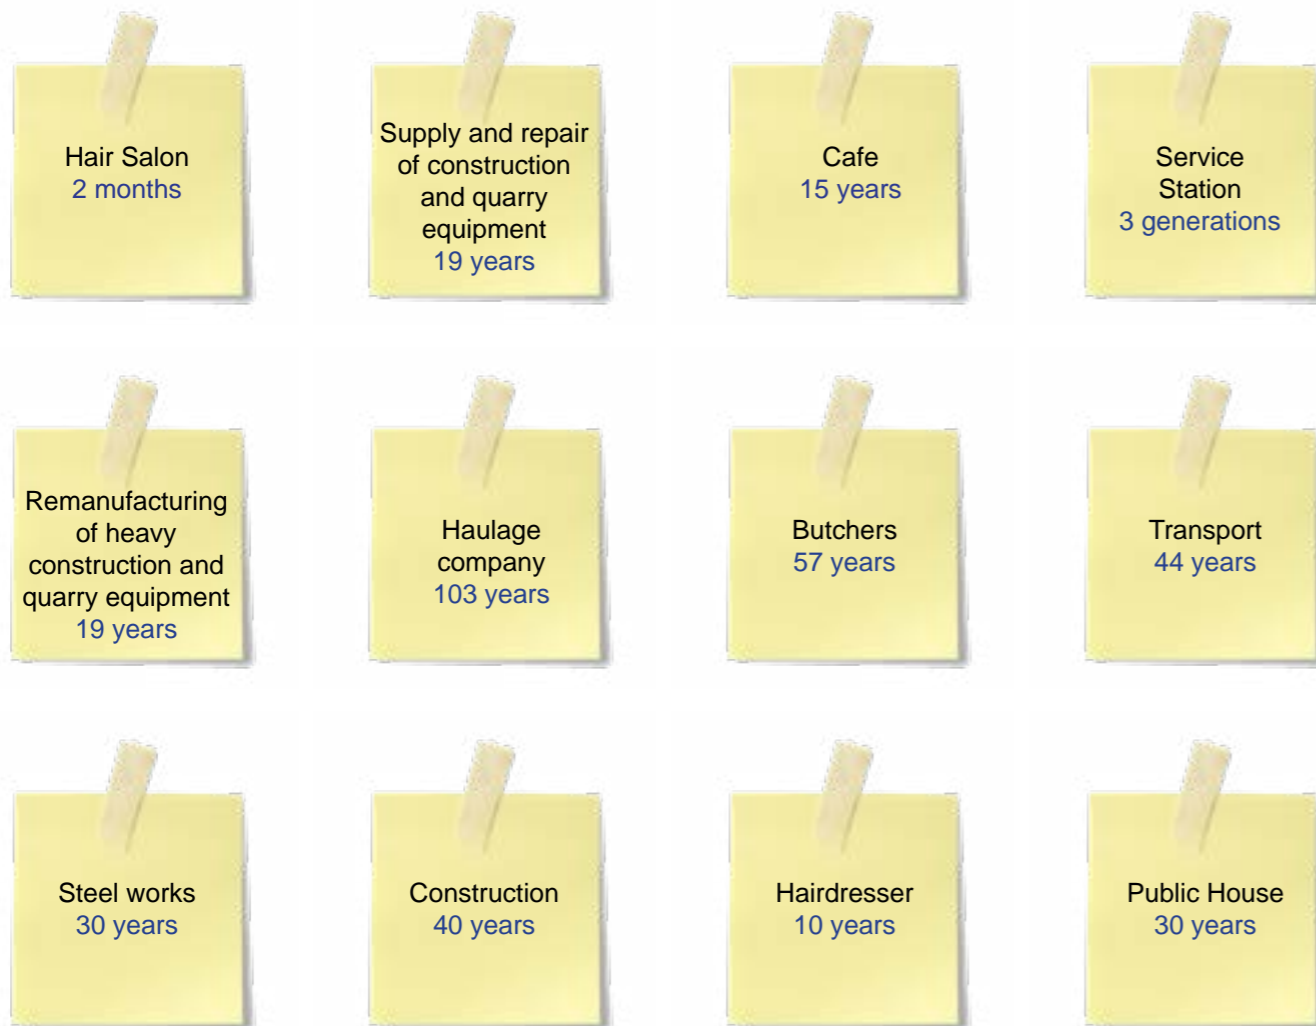 Hair Salon
2 months
Supply and repair
of construction
and quarry
equipment
19 years
Cafe
15 years
Service
Station
3 generations
Remanufacturing
of heavy
construction and
quarry equipment
19 years
Haulage
company
103 years
Butchers
57 years
Transport
44 years
Steel works
30 years
Construction
40 years
Hairdresser
10 years
Public House
30 years